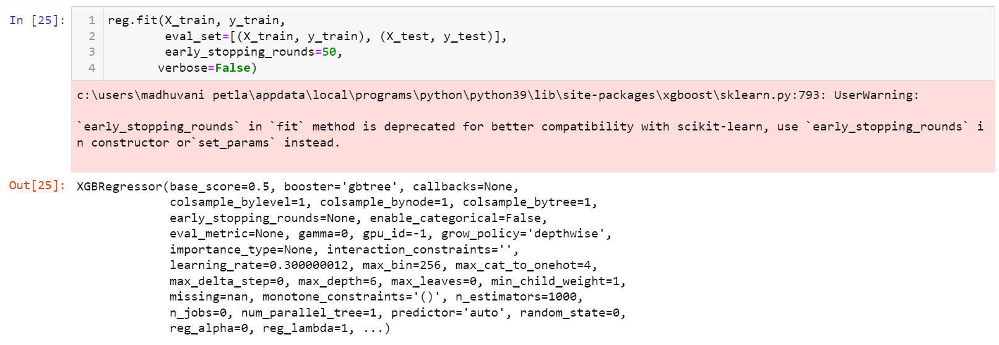 In [25]:
1 reg.fit(X_train, y_train,
2         eval_set=[(X_train, y_train), (X_test, y_test)],
3         early_stopping_rounds=50,
4        verbose=False)
c:\users\madhuvani petla\appdata\local\programs\python\python39\lib\site-packages\xgboost\sklearn.py:793: UserWarning:
`early_stopping_rounds` in `fit` method is deprecated for better compatibility with scikit-learn, use `early_stopping_rounds` i
n constructor or`set_params` instead.
Out[25]:
XGBRegressor(base_score=0.5, booster='gbtree', callbacks=None,
             colsample_bylevel=1, colsample_bynode=1, colsample_bytree=1,
             early_stopping_rounds=None, enable_categorical=False,
             eval_metric=None, gamma=0, gpu_id=-1, grow_policy='depthwise',
             importance_type=None, interaction_constraints='',
             learning_rate=0.300000012, max_bin=256, max_cat_to_onehot=4,
             max_delta_step=0, max_depth=6, max_leaves=0, min_child_weight=1,
             missing=nan, monotone_constraints='()', n_estimators=1000,
             n_jobs=0, num_parallel_tree=1, predictor='auto', random_state=0,
             reg_alpha=0, reg_lambda=1, ...)